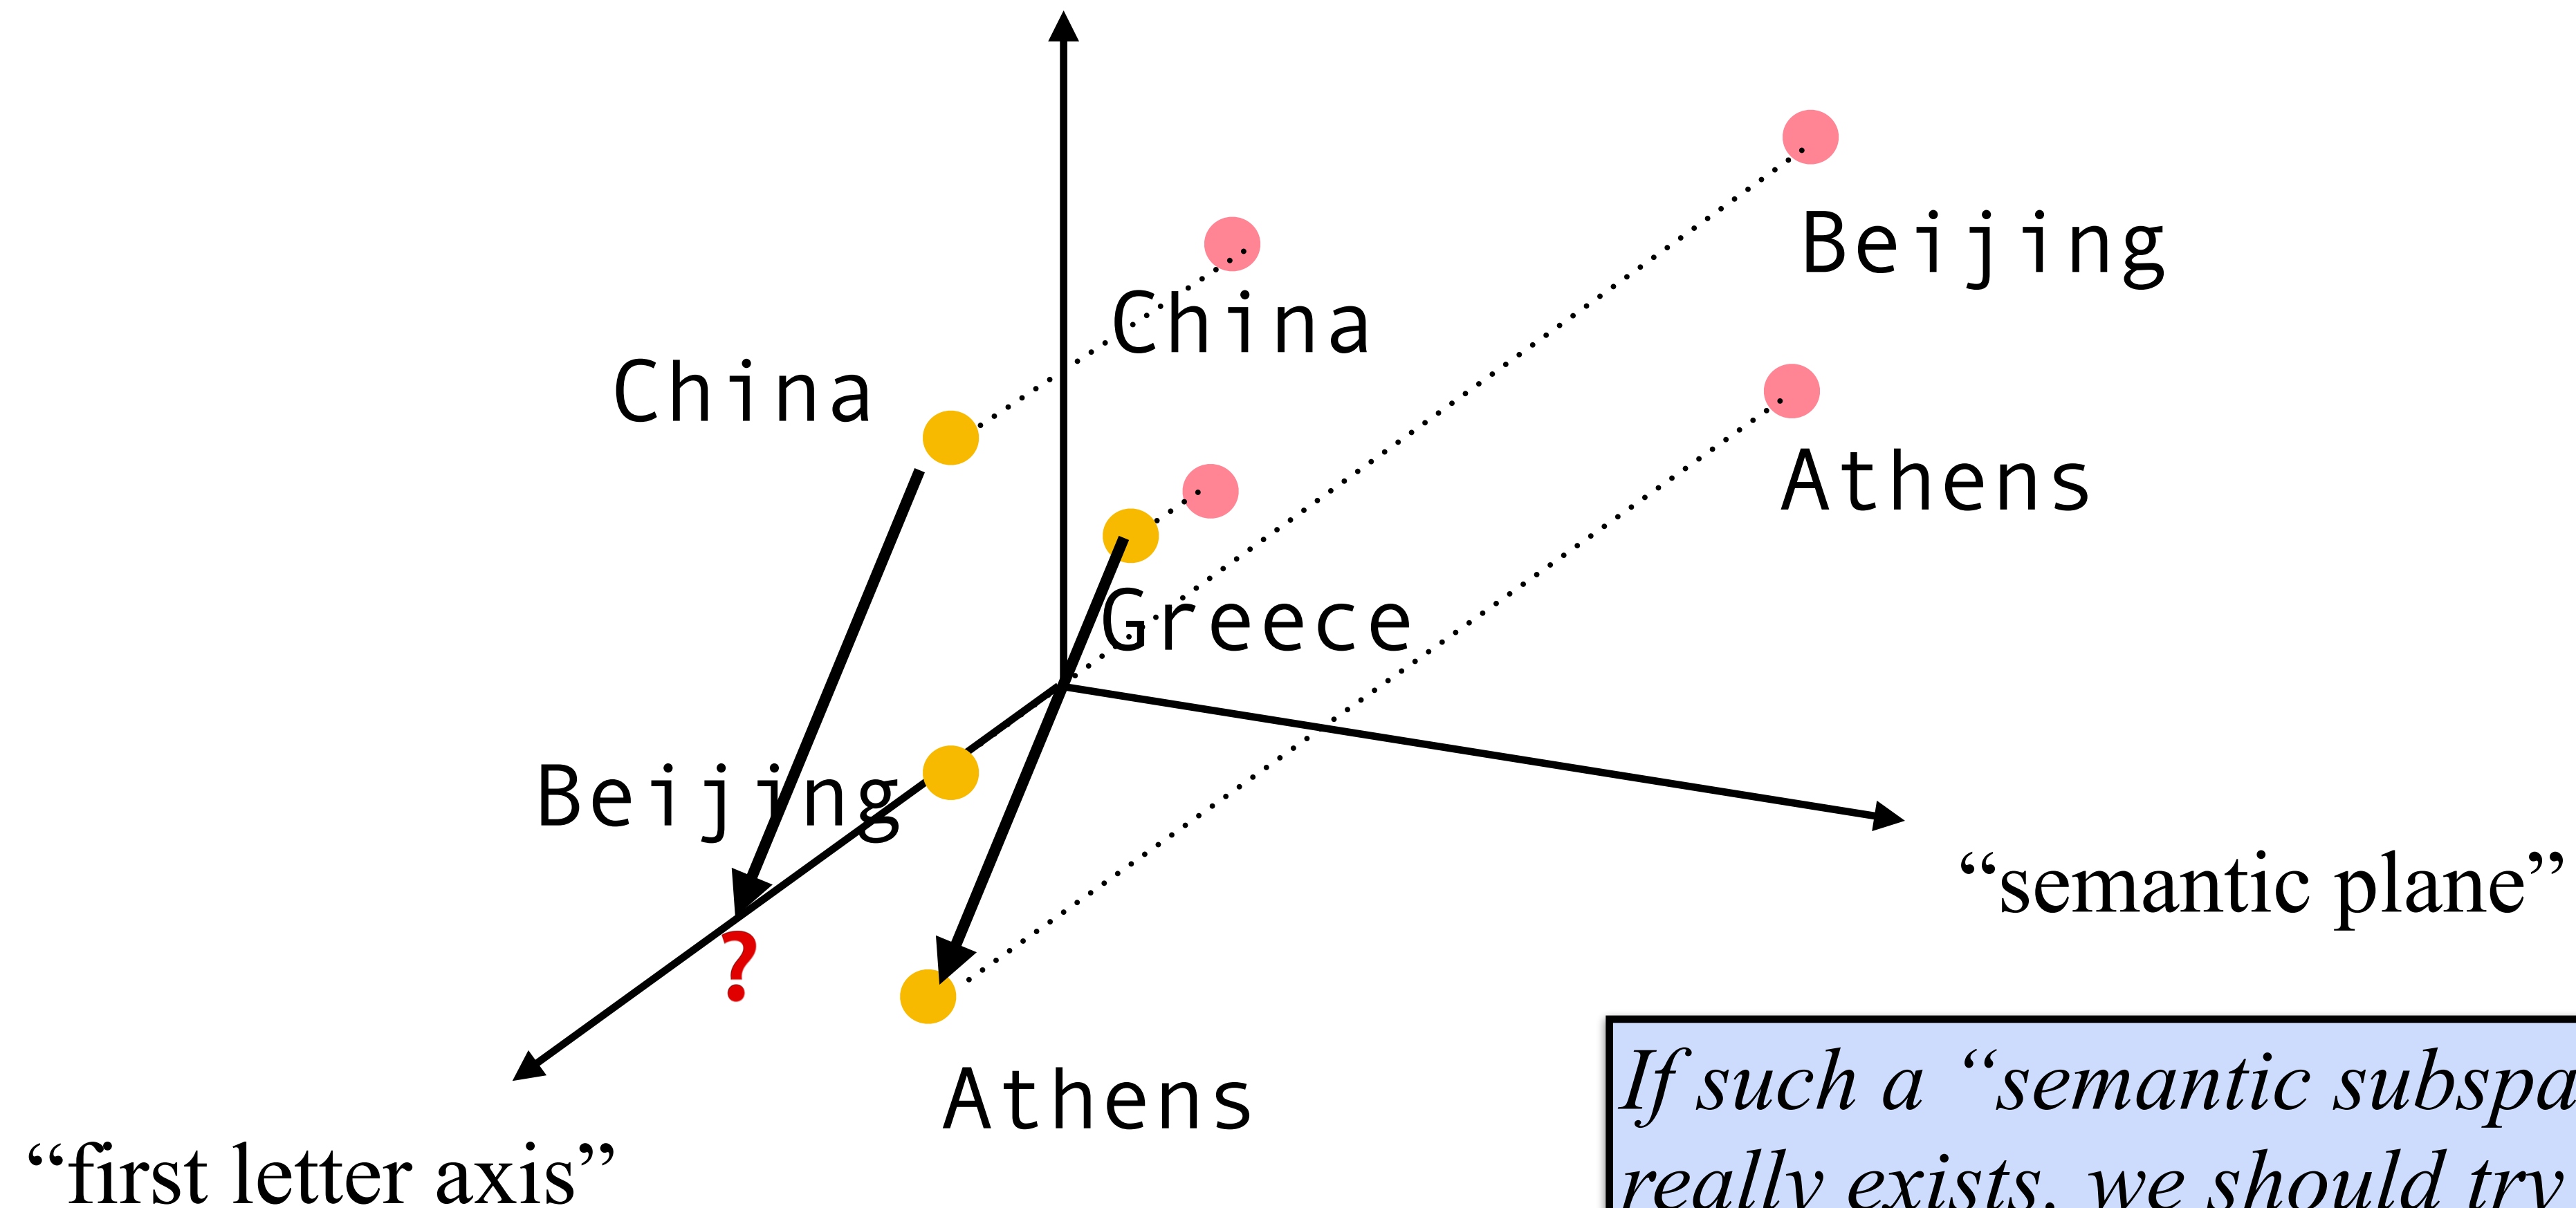 Beijing
China
China
Athens
Greece
Beijing
“semantic plane”
?
Athens
“first letter axis”
If such a “semantic
really exists, we should try